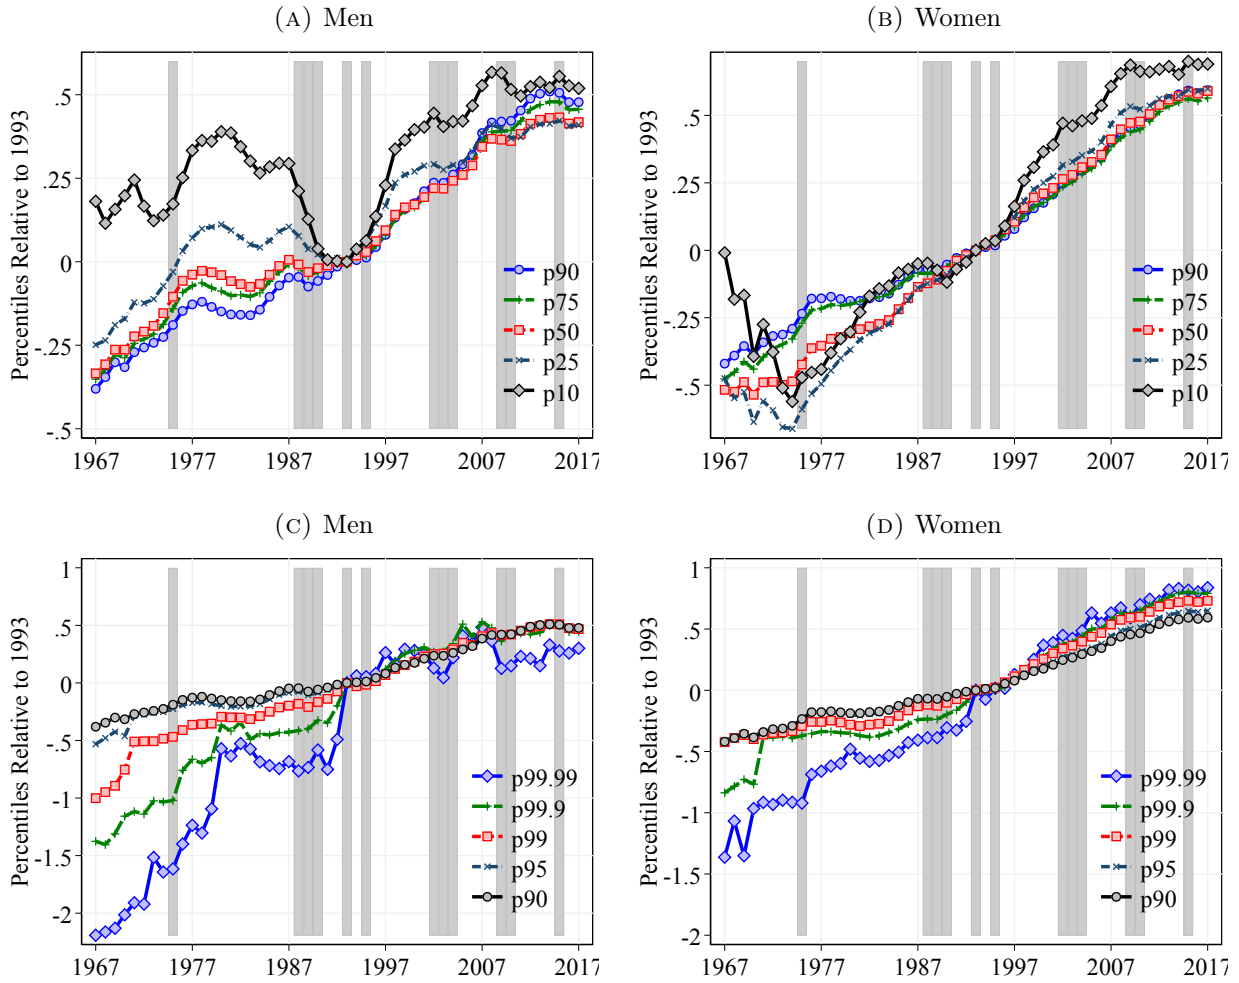 (A) Men
Percentiles Relative to 1993
.5
.25
0
-.25
-.5
p90
p75
p50
p25
p10
1967 1977 1987 1997 2007 2017
(B) Women
Percentiles Relative to 1993
.5
.25
0
-.25
-.5
p90
p75
p50
p25
p10
1967 1977 1987 1997 2007 2017
(C) Men
Percentiles Relative to 1993
1
.5
0
-.5
-1
-1.5
-2
p99.99
p99.9
p99
p95
p90
1967 1977 1987 1997 2007 2017
(D) Women
Percentiles Relative to 1993
1
.5
0
-.5
-1
-1.5
-2
p99.99
p99.9
p99
p95
p90
1967 1977 1987 1997 2007 2017